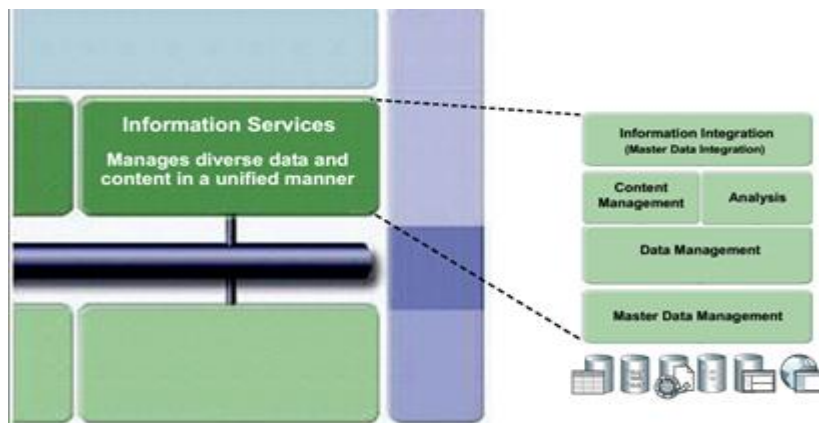 Information Services
Manages diverse data and
content in a unified manner
Information Integration
(Master Data Integration)
Content
Management
Analysis
Data Management
Master Data Management